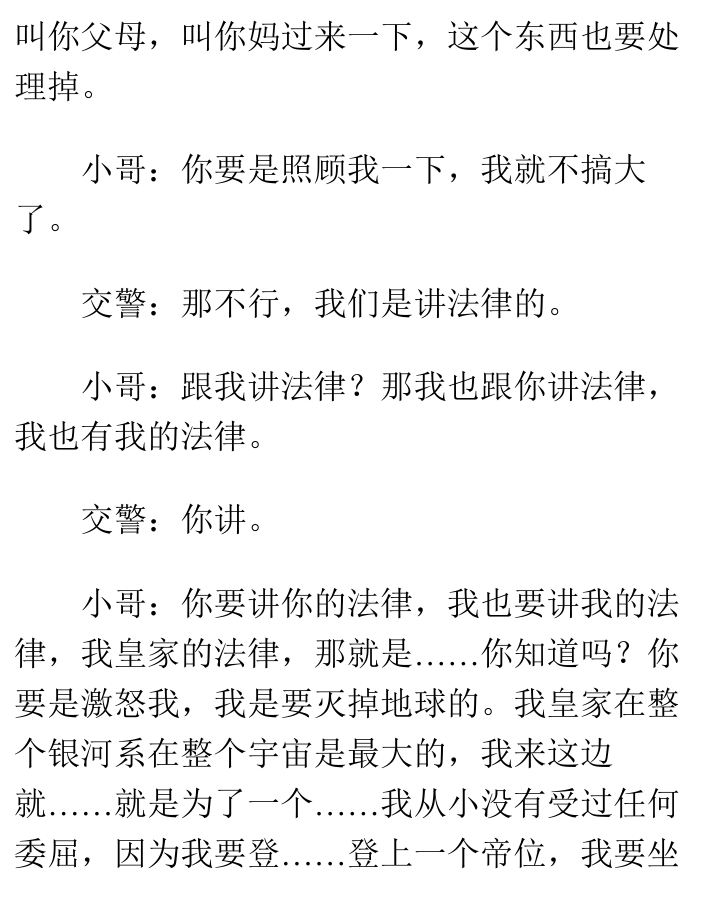 叫你父母，叫你妈过来一下，这个东西也要处
理掉。
小哥：你要是照顾我一下，我就不搞大
了。
交警：那不行，我们是讲法律的。
小哥：跟我讲法律？那我也跟你讲法律，
我也有我的法律。
交警：你讲。
小哥：你要讲你的法律，我也要讲我的法
律，我皇家的法律，那就是……你知道吗？你
要是激怒我，我是要灭掉地球的。我皇家在整
个银河系在整个宇宙是最大的，我来这边
就……就是为了一个……我从小没有受过任何
委屈，因为我要登……登上一个帝位，我要坐